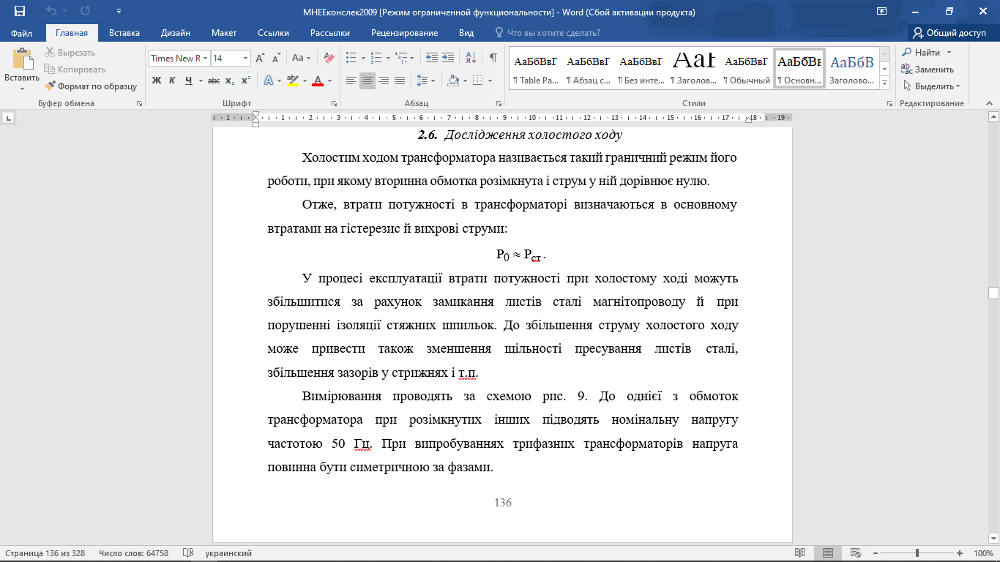 МНЕЕконслек2009 [Режим ограниченной функциональности] - Word (Сбой активации продукта)
Файл Главная Вставка Дизайн Макет Ссылки Рассылки Рецензирование Вид Что вы хотите сделать? Общий доступ
Вставить
Вырезать
Копировать
Формат по образцу
Буфер обмена
Times New R 14 Aa
Ж К Ч abc x₂ x² A ab A
Шрифт
Абзац
АаБбВвГ АаБбВвГ АаБбВвГ АаБ АаБбВвГ АаБбВв АаБбВ
¶ Table Pa... ¶ Абзац с... ¶ Без инте... ¶ Заголов... ¶ Обычный ¶ Основн... Заголово...
Стили
Найти
Заменить
Выделить
Редактирование
1 1 2 3 4 5 6 7 8 9 10 11 12 13 14 15 16 17 18 19
2.6. Дослідження холостого ходу
Холостим ходом трансформатора називається такий граничний режим його
роботи, при якому вторинна обмотка розімкнута і струм у ній дорівнює нулю.
Отже, втрати потужності в трансформаторі визначаються в основному
втратами на гістерезис й вихрові струми:
P₀ ≈ Pст.
У процесі експлуатації втрати потужності при холостому ході можуть
збільшитися за рахунок замикання листів сталі магнітопроводу й при
порушенні ізоляції стяжних шпильок. До збільшення струму холостого ходу
може привести також зменшення щільності пресування листів сталі,
збільшення зазорів у стрижнях і т.п.
Вимірювання проводять за схемою рис. 9. До однієї з обмоток
трансформатора при розімкнутих інших підводять номінальну напругу
частотою 50 Гц. При випробуваннях трифазних трансформаторів напруга
повинна бути симетричною за фазами.
136
Страница 136 из 328 Число слов: 64758 украинский 100%